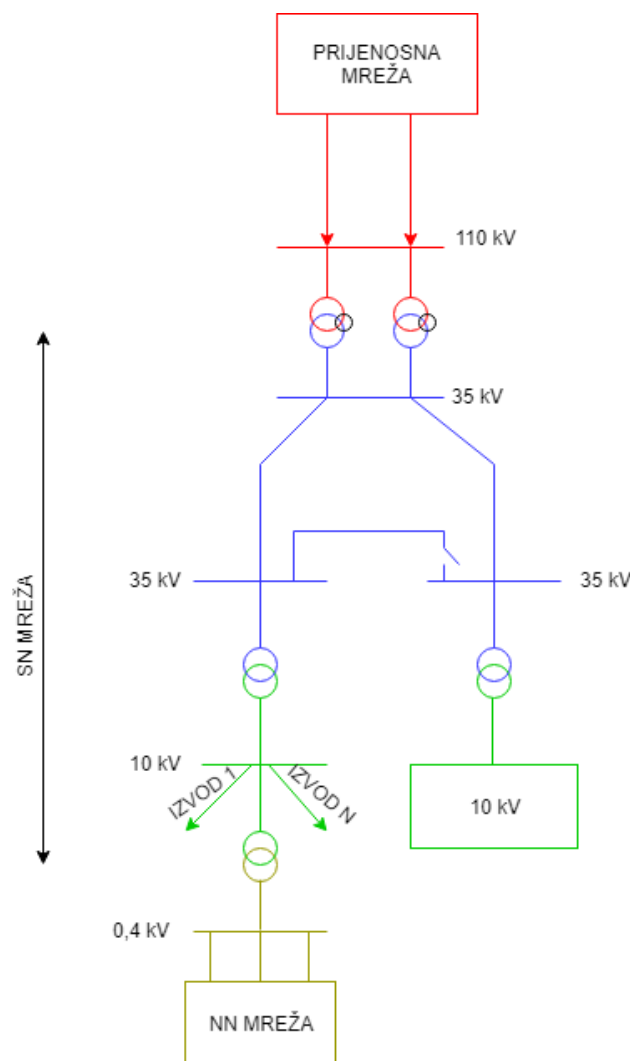 PRIJENOSNA
MREŽA
110 kV
35 kV
35 kV
35 kV
SN MREŽA
10 kV
IZVOD 1
IZVOD N
10 kV
0,4 kV
NN MREŽA